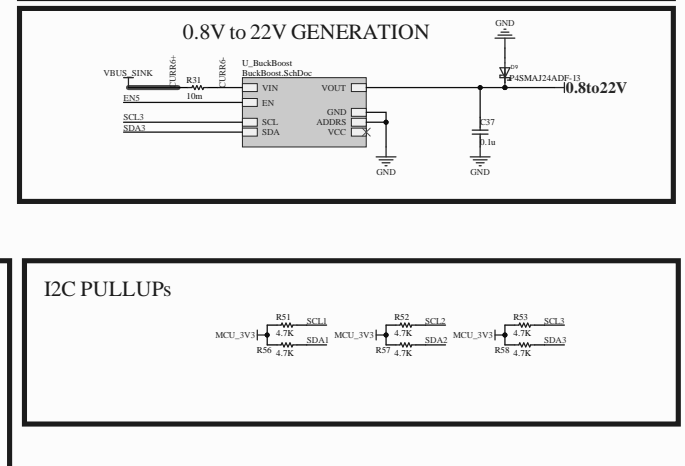 0.8V to 22V GENERATION
GND
U_BuckBoost
BuckBoost.SchDoc
D9
P4SMAJ24ADF-13
VBUS_SINK
CURR6+
CURR6-
R31
10m
VIN
VOUT
0.8to22V
EN5
EN
GND
SCL3
SCL
ADDRS
SDA3
SDA
VCC
C37
0.1u
GND
GND
I2C PULLUPs
R51
SCL1
4.7K
MCU_3V3
SDA1
R56
4.7K
R52
SCL2
4.7K
MCU_3V3
SDA2
R57
4.7K
R53
SCL3
4.7K
MCU_3V3
SDA3
R58
4.7K